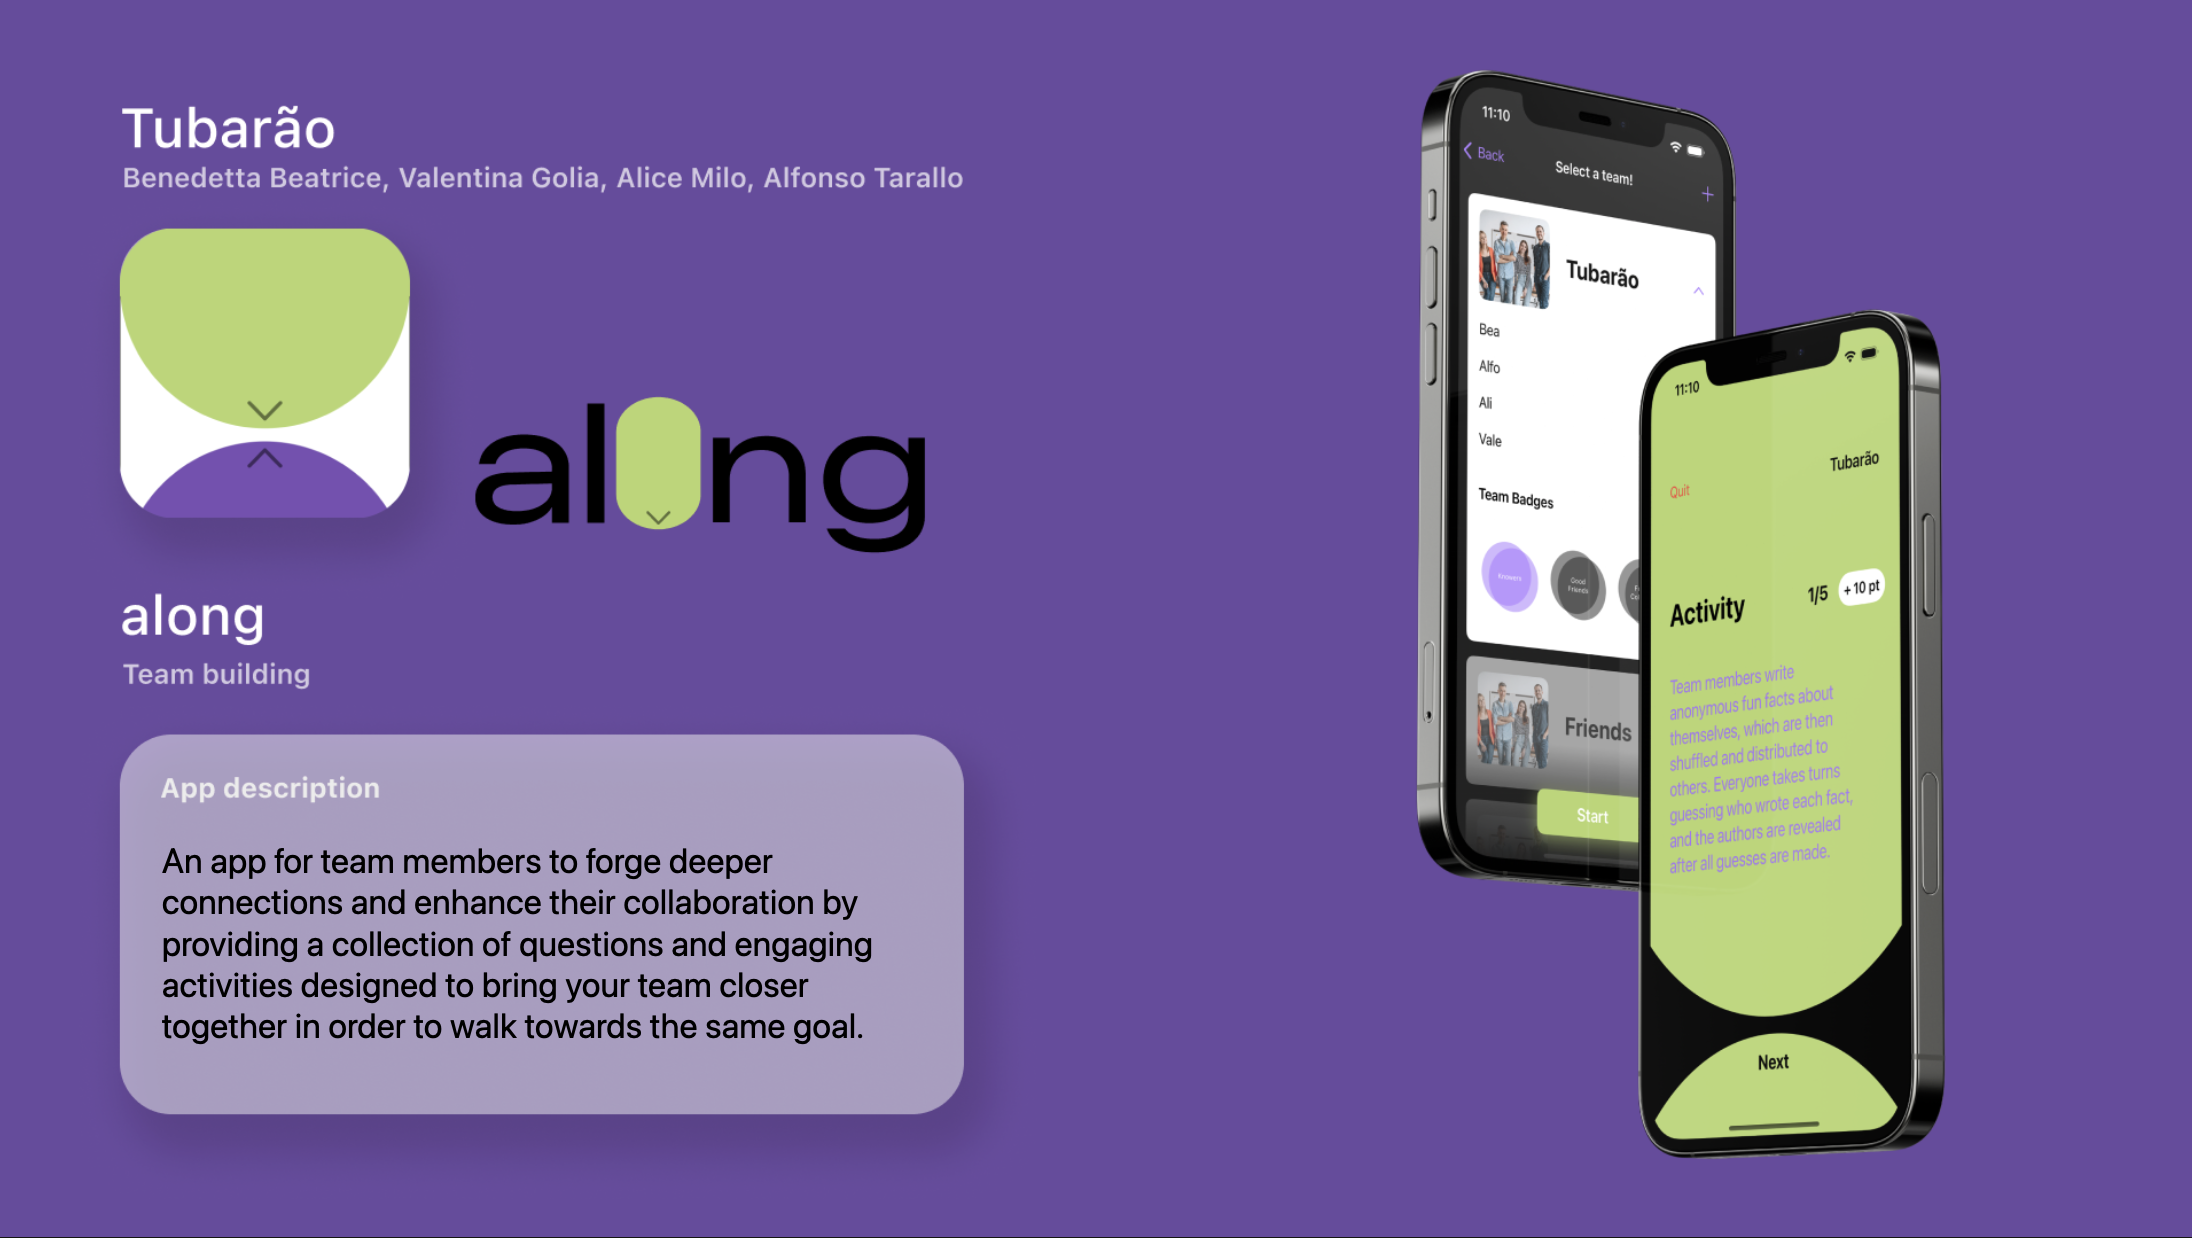 Tubarão
Benedetta Beatrice, Valentina Golia, Alice Milo, Alfonso Tarallo
along
along
Team building
App description
An app for team members to forge deeper
connections and enhance their collaboration by
providing a collection of questions and engaging
activities designed to bring your team closer
together in order to walk towards the same goal.
11:10
Back
Select a team!
Tubarão
Bea
Alfo
Ali
Vale
Team Badges
Good
Friends
Friends
Start
11:10
Tubarão
Quit
Activity
1/5
+ 10 pt
Team members write
anonymous fun facts about
themselves, which are then
shuffled and distributed to
others. Everyone takes turns
guessing who wrote each fact,
and the authors are revealed
after all guesses are made.
Next